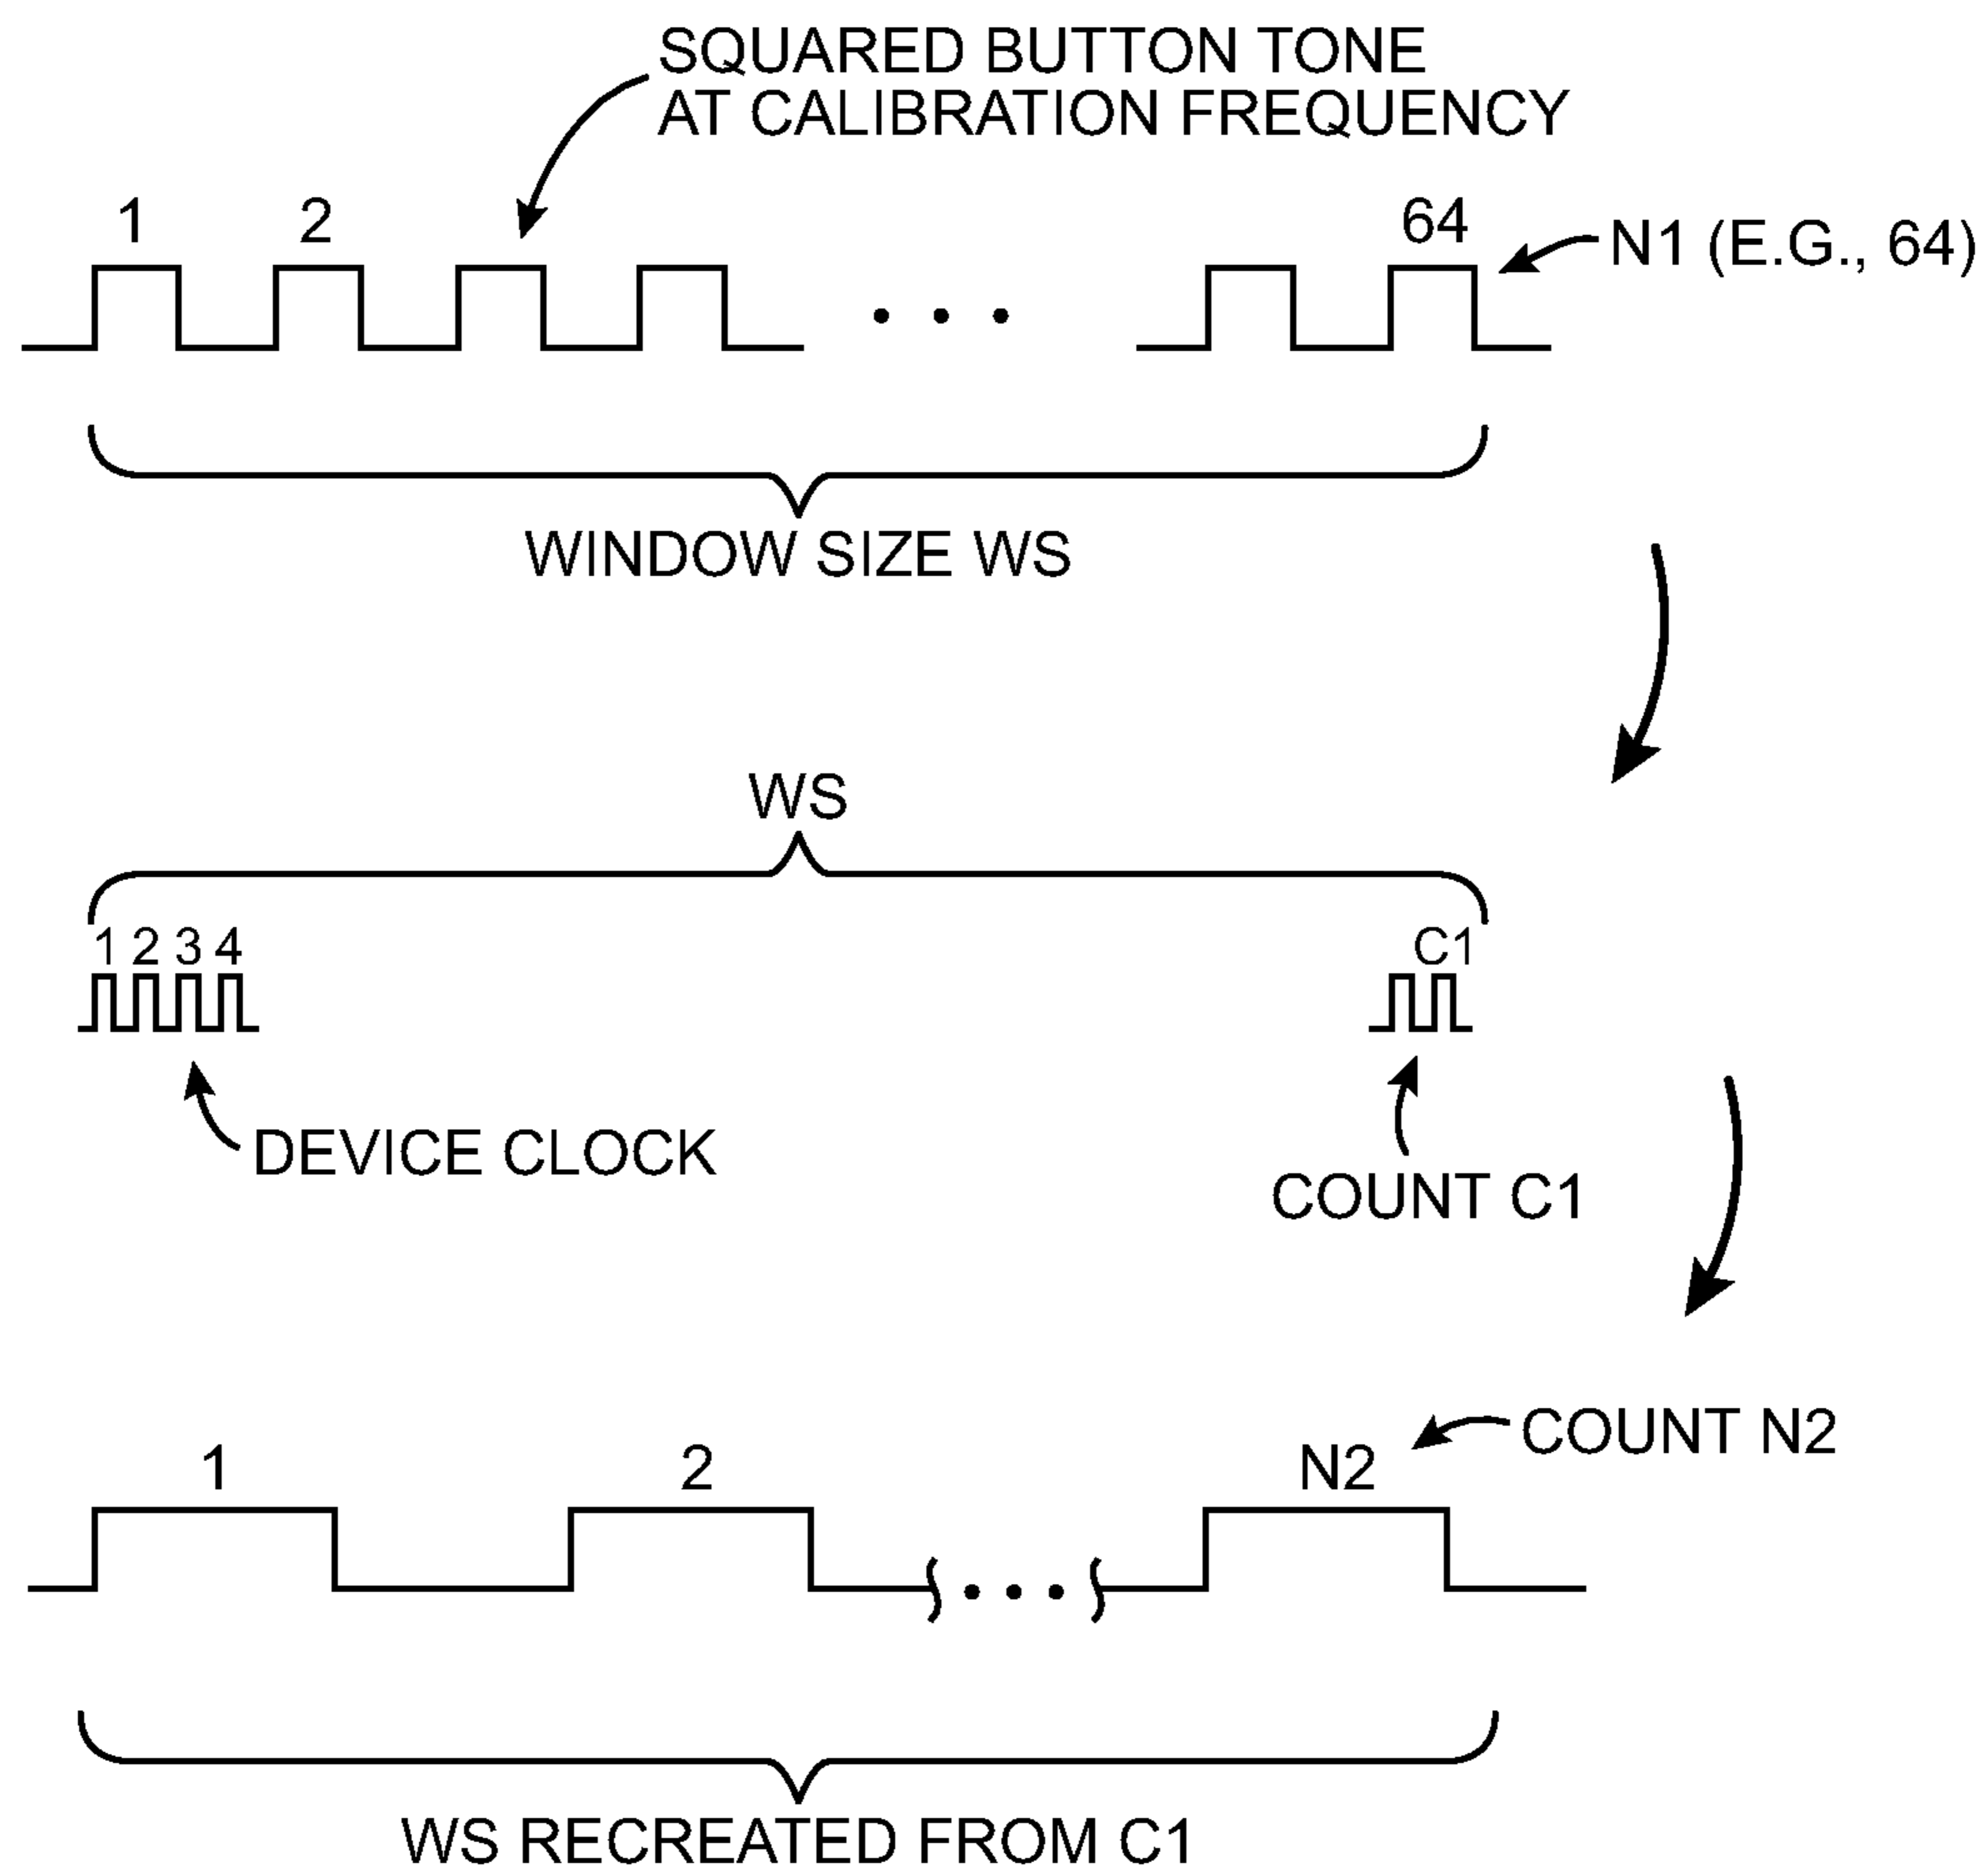 SQUARED BUTTON TONE
AT CALIBRATION FREQUENCY
1 2 64
N1 (E.G., 64)
WINDOW SIZE WS
WS
1 2 3 4 C1
DEVICE CLOCK
COUNT C1
COUNT N2
1 2 N2
WS RECREATED FROM C1